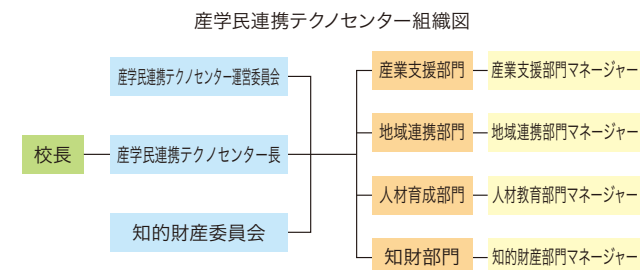 産学民連携テクノセンター組織図
産学民連携テクノセンター運営委員会
産業支援部門
産業支援部門マネージャー
地域連携部門
地域連携部門マネージャー
校長
産学民連携テクノセンター長
人材育成部門
人材教育部門マネージャー
知的財産委員会
知財部門
知的財産部門マネージャー